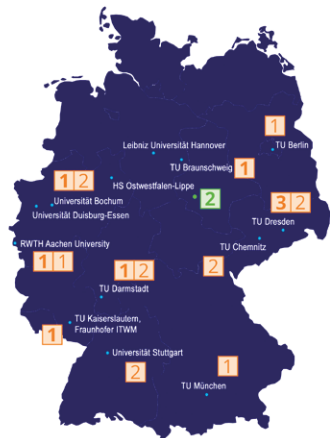 1
TU Berlin
Leibniz Universität Hannover
TU Braunschweig
1
1 2
HS Ostwestfalen-Lippe
2
3 2
Universität Bochum
Universität Duisburg-Essen
TU Dresden
RWTH Aachen University
TU Chemnitz
1 1
1 2
2
TU Darmstadt
TU Kaiserslautern,
Fraunhofer ITWM
1
Universität Stuttgart
2
1
TU München